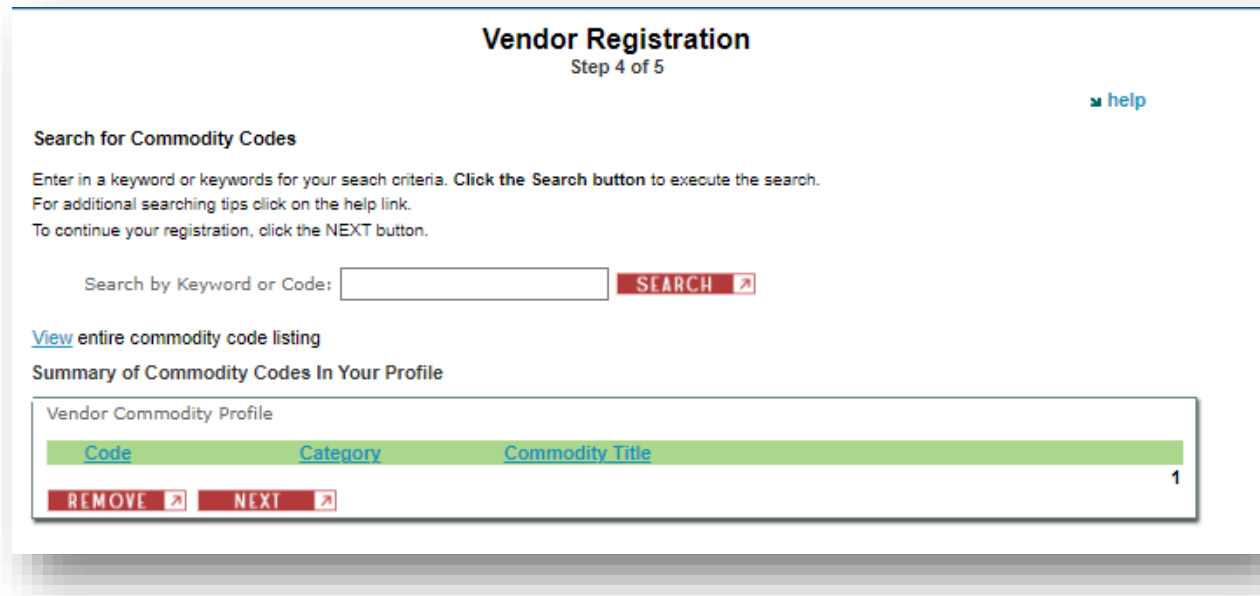 Vendor Registration
Step 4 of 5
help
Search for Commodity Codes
Enter in a keyword or keywords for your seach criteria. Click the Search button to execute the search.
For additional searching tips click on the help link.
To continue your registration, click the NEXT button.
Search by Keyword or Code: SEARCH
View entire commodity code listing
Summary of Commodity Codes In Your Profile
Vendor Commodity Profile
Code Category Commodity Title
1
REMOVE NEXT